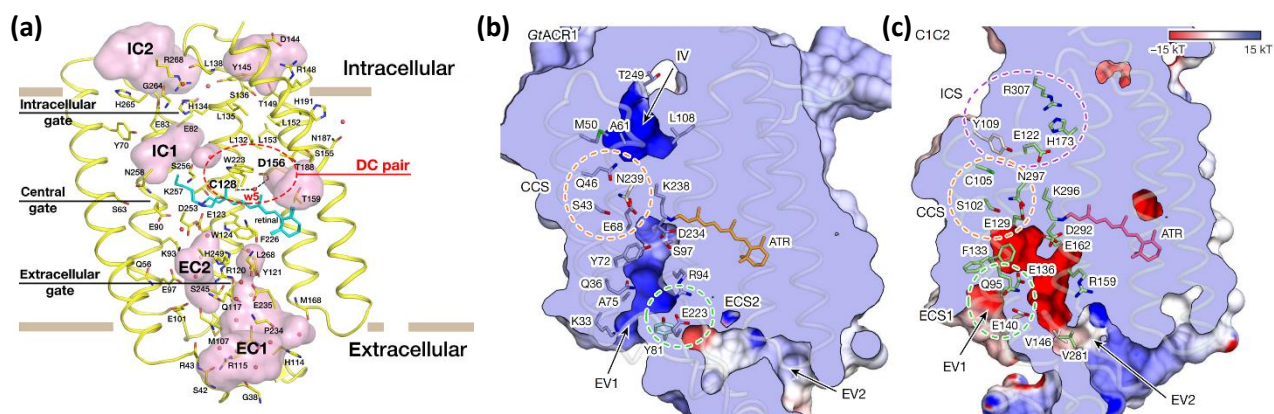 (a)
IC2
D144
R268
L138
Y145
R148
Intracellular
G264
S136
H265
H134
T149
H191
Intracellular
gate
L135
E83
E82
L152
Y70
L132
L153
N187
IC1
S155
S256
W223
D156
T188
DC pair
N258
C128
Central
gate
K257
w5
T159
S63
D253
E123
retinal
E90
W124
F226
K93
EC2
H249
L268
Q56
R120
Y121
Extracellular
gate
E97
S245
M168
Q117
E235
E101
P234
Extracellular
M107
EC1
R43
R115
H114
S42
G38
(b)
GtACR1
IV
T249
M50
A61
L108
CCS
N239
Q46
K238
S43
E68
D234
S97
ATR
Y72
Q36
R94
A75
ECS2
K33
E223
Y81
EV1
EV2
(c)
C1C2
−15 kT
15 kT
ICS
R307
Y109
E122
H173
C105
N297
K296
S102
CCS
E129
D292
ATR
F133
E162
Q95
E136
R159
ECS1
E140
EV1
V146
V281
EV2